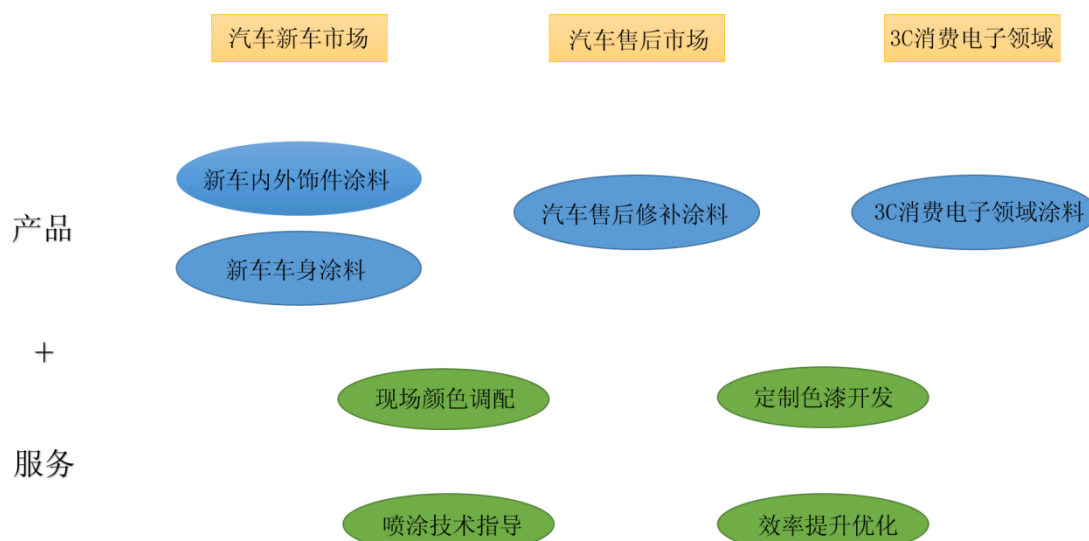 汽车新车市场
汽车售后市场
3C消费电子领域
新车内外饰件涂料
产品
汽车售后修补涂料
3C消费电子领域涂料
新车车身涂料
+
现场颜色调配
定制色漆开发
服务
喷涂技术指导
效率提升优化